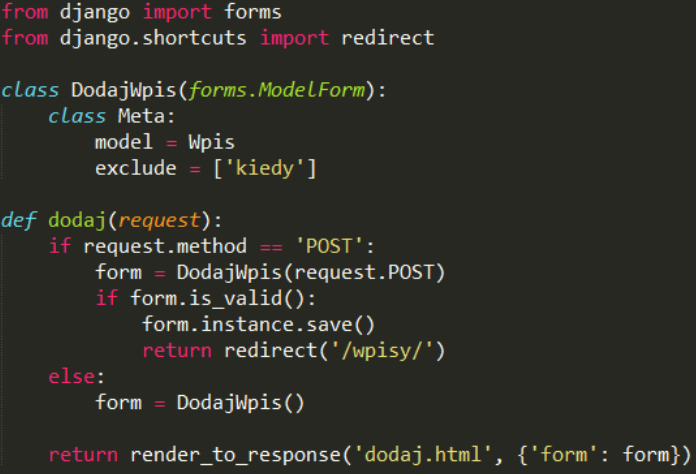 from django import forms
from django.shortcuts import redirect
class DodajWpis(forms.ModelForm):
    class Meta:
        model = Wpis
        exclude = ['kiedy']
def dodaj(request):
    if request.method == 'POST':
        form = DodajWpis(request.POST)
        if form.is_valid():
            form.instance.save()
            return redirect('/wpisy/')
    else:
        form = DodajWpis()
    return render_to_response('dodaj.html', {'form': form})